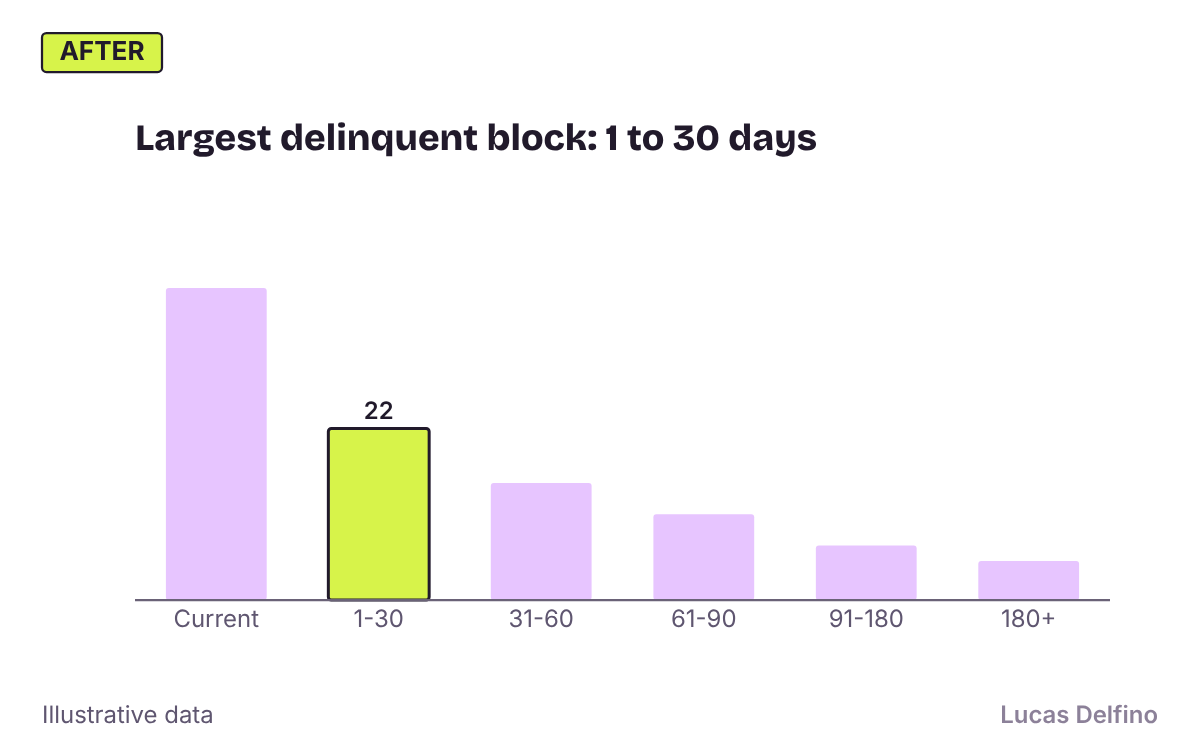 AFTER
Largest delinquent block: 1 to 30 days
22
Current
1-30
31-60
61-90
91-180
180+
Illustrative data
Lucas Delfino